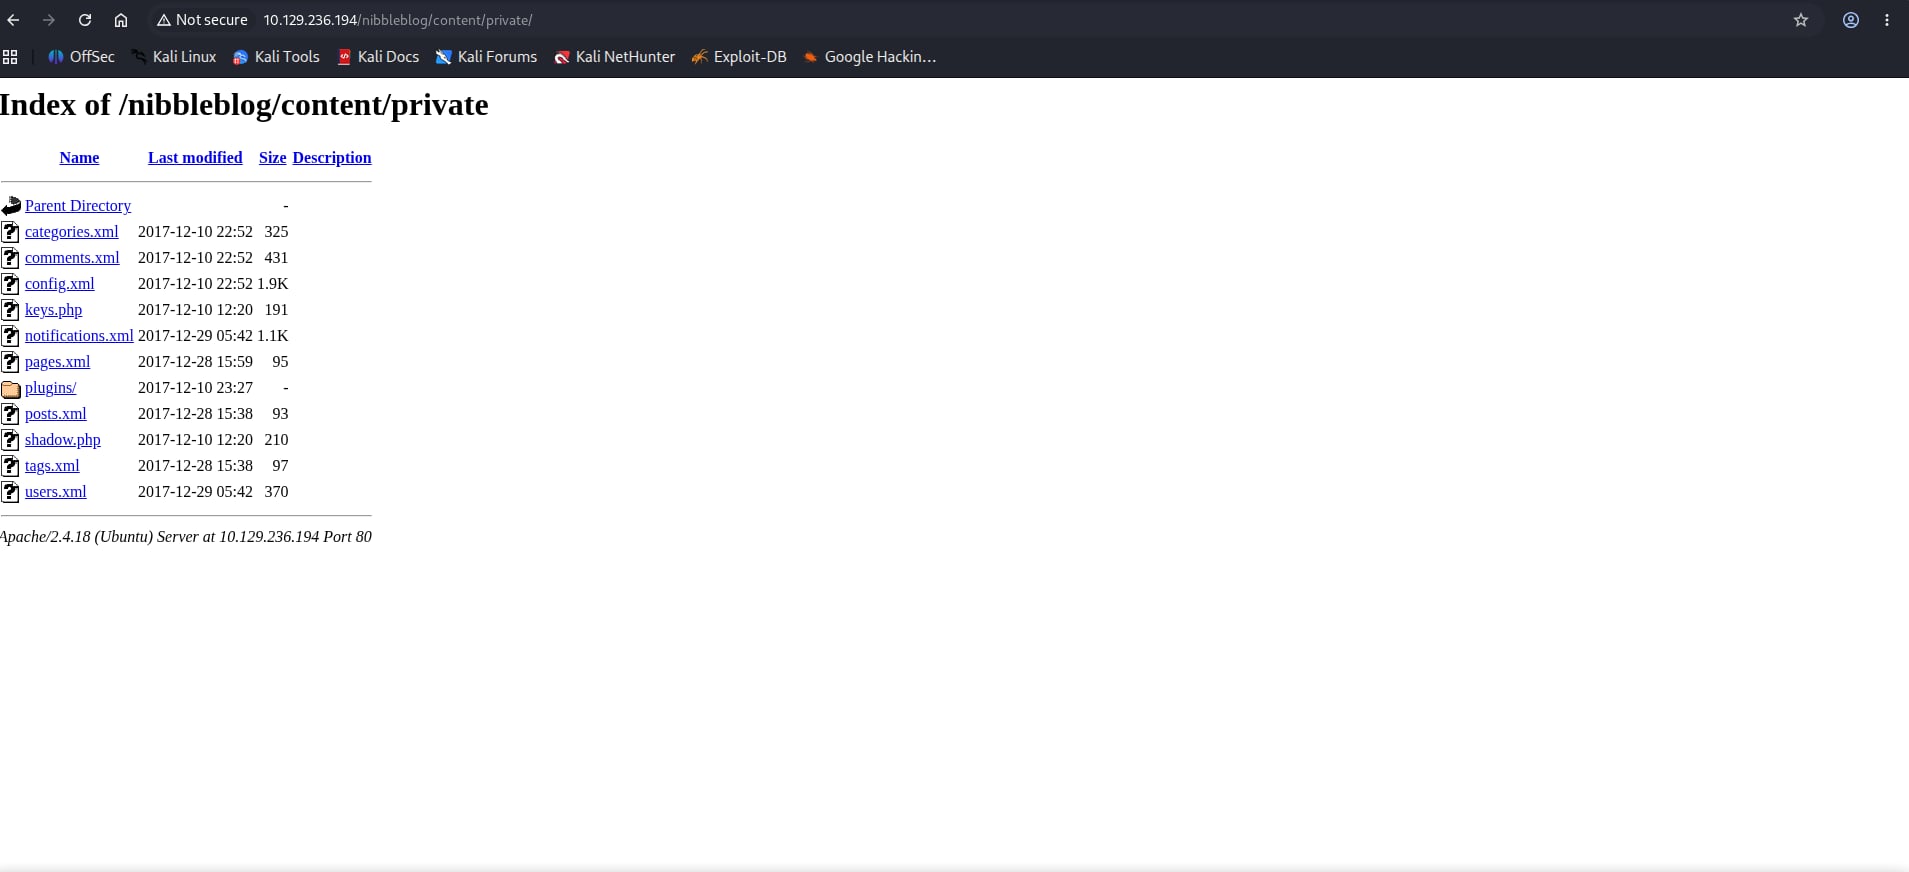 Not secure 10.129.236.194/nibbleblog/content/private/
OffSec Kali Linux Kali Tools Kali Docs Kali Forums Kali NetHunter Exploit-DB Google Hackin…
Index of /nibbleblog/content/private
Name Last modified Size Description
Parent Directory -
categories.xml 2017-12-10 22:52 325
comments.xml 2017-12-10 22:52 431
config.xml 2017-12-10 22:52 1.9K
keys.php 2017-12-10 12:20 191
notifications.xml 2017-12-29 05:42 1.1K
pages.xml 2017-12-28 15:59 95
plugins/ 2017-12-10 23:27 -
posts.xml 2017-12-28 15:38 93
shadow.php 2017-12-10 12:20 210
tags.xml 2017-12-28 15:38 97
users.xml 2017-12-29 05:42 370
Apache/2.4.18 (Ubuntu) Server at 10.129.236.194 Port 80